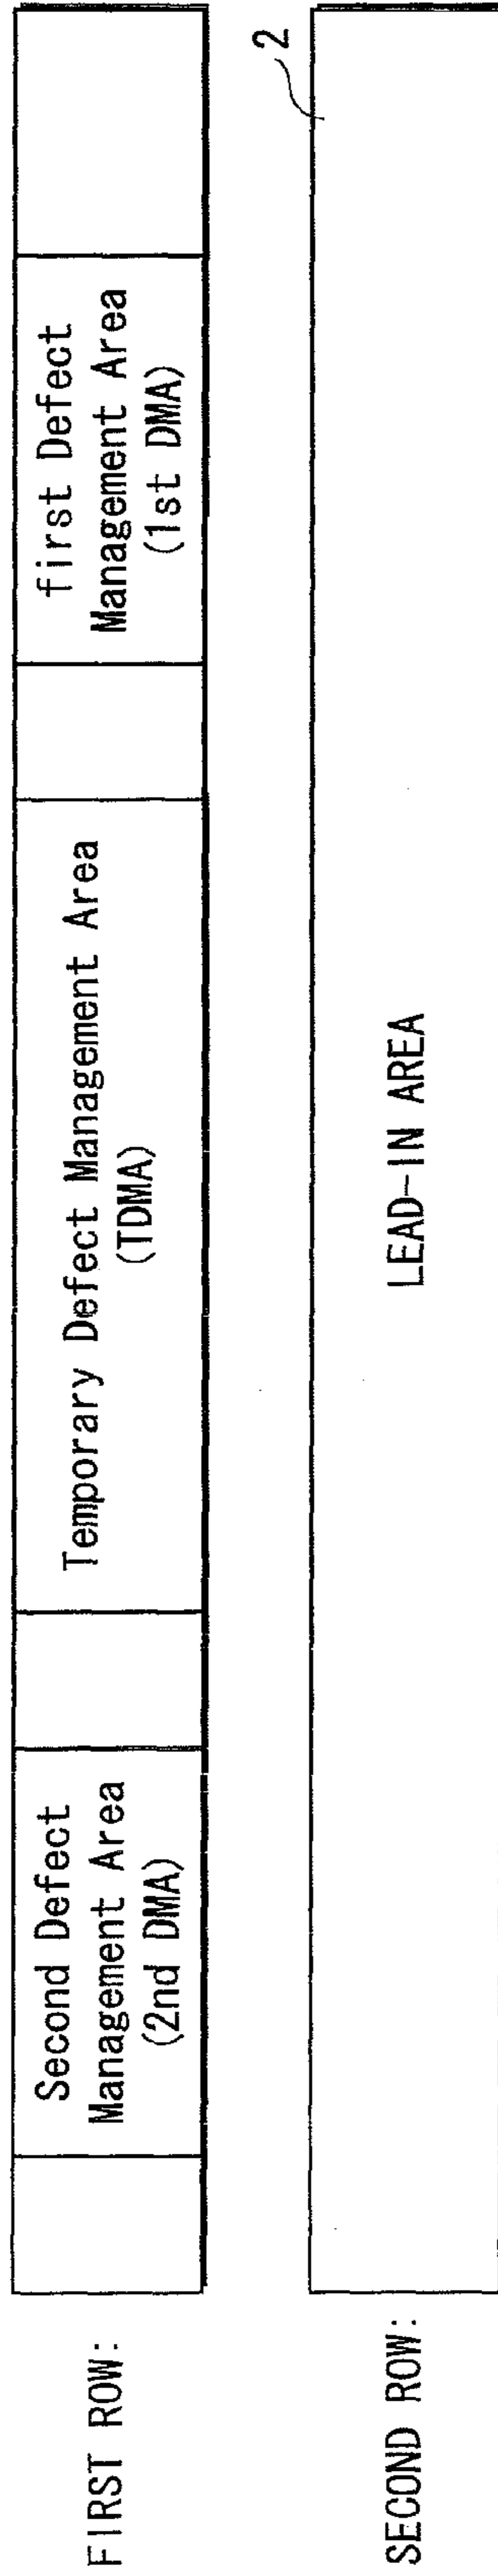 FIRST ROW:
Second Defect
Management Area
(2nd DMA)
Temporary Defect Management Area
(TDMA)
first Defect
Management Area
(1st DMA)
2
SECOND ROW:
LEAD-IN AREA